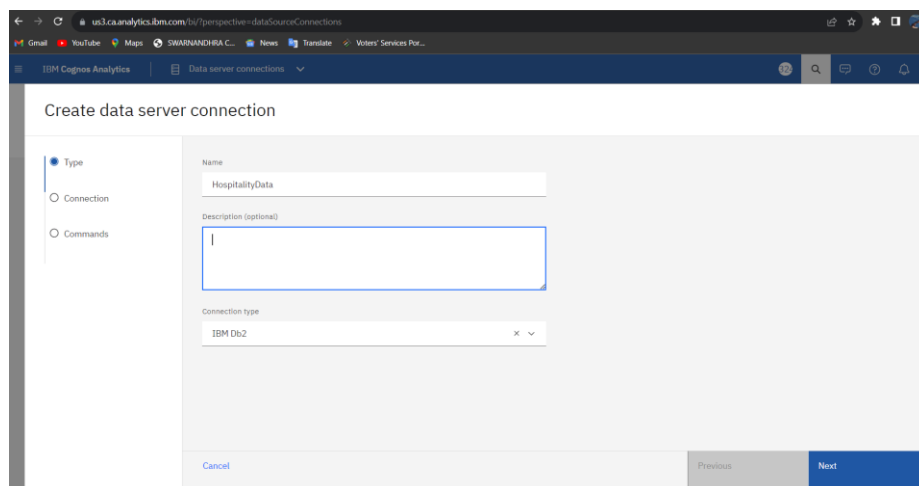 us3.ca.analytics.ibm.com/bi/?perspective=dataSourceConnections
Gmail YouTube Maps SWARNANDHRA C... News Translate Voters' Services Por...
IBM Cognos Analytics Data server connections
Create data server connection
Type
Connection
Commands
Name
HospitalityData
Description (optional)
Connection type
IBM Db2
Cancel Previous Next